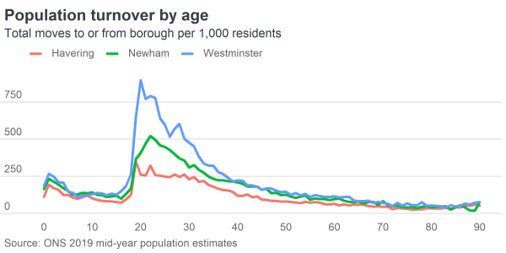 Population turnover by age
Total moves to or from borough per 1,000 residents
Havering Newham Westminster
750
500
250
0
0 10 20 30 40 50 60 70 80 90
Source: ONS 2019 mid-year population estimates